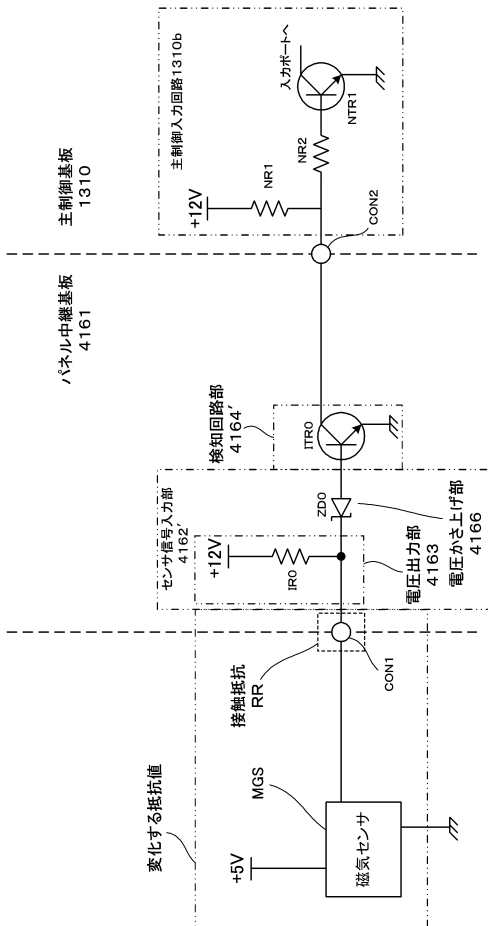 変化する抵抗値
接触抵抗
RR
MGS
+5V
磁気センサ
CON1
センサ信号入力部
4162'
+12V
IR0
ZD0
電圧出力部
4163
電圧かさ上げ部
4166
検知回路部
4164'
ITR0
パネル中継基板
4161
主制御基板
1310
主制御入力回路1310b
+12V
NR1
NR2
NTR1
入力ポートへ
CON2